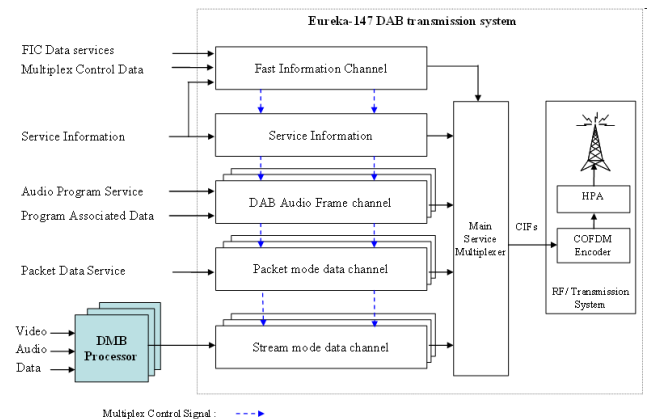 Eureka-147 DAB transmission system
FIC Data services
Multiplex Control Data
Fast Information Channel
Service Information
Service Information
Audio Program Service
Program Associated Data
DAB Audio Frame channel
Packet Data Service
Packet mode data channel
Video
Audio
Data
DMB
Processor
Stream mode data channel
Main
Service
Multiplexer
CIFs
HPA
COFDM
Encoder
RF/ Transmission
System
Multiplex Control Signal :